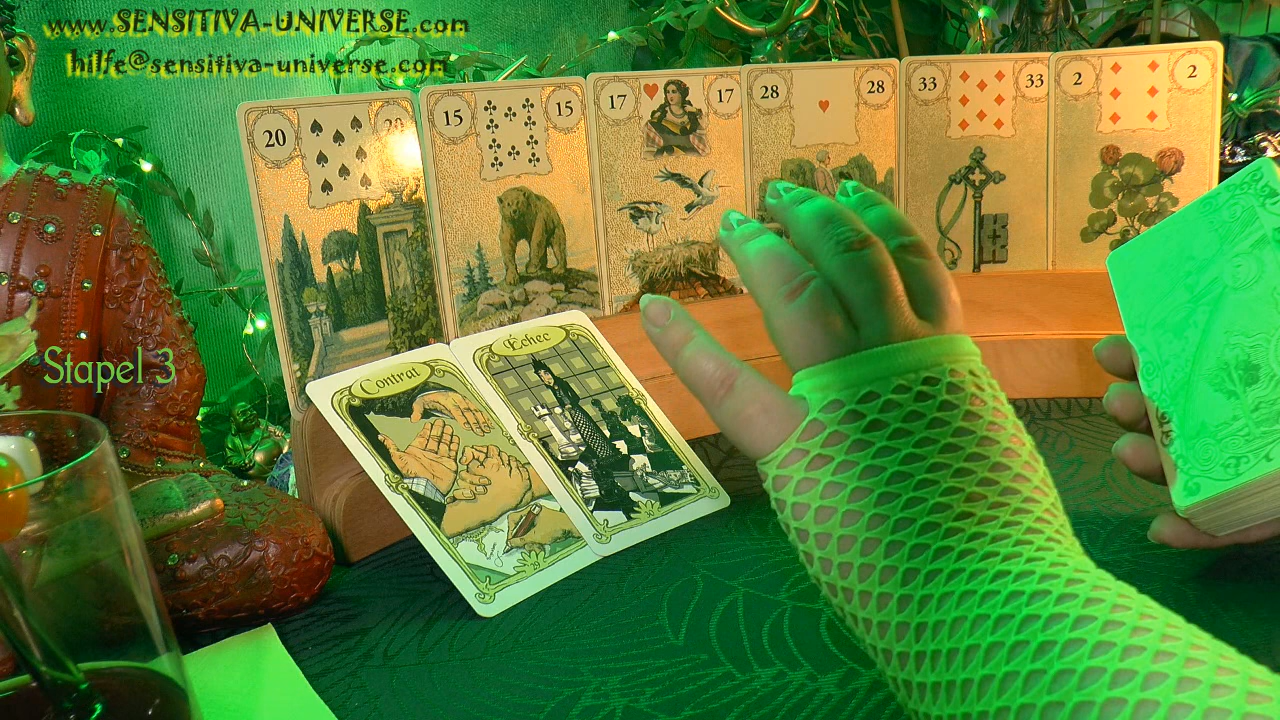 www.SENSITIVA-UNIVERSE.com
hilfe@sensitiva-universe.com
20 20
15 15
17 17
28 28
33 33
2 2
Stapel 3
Contrat
Échec